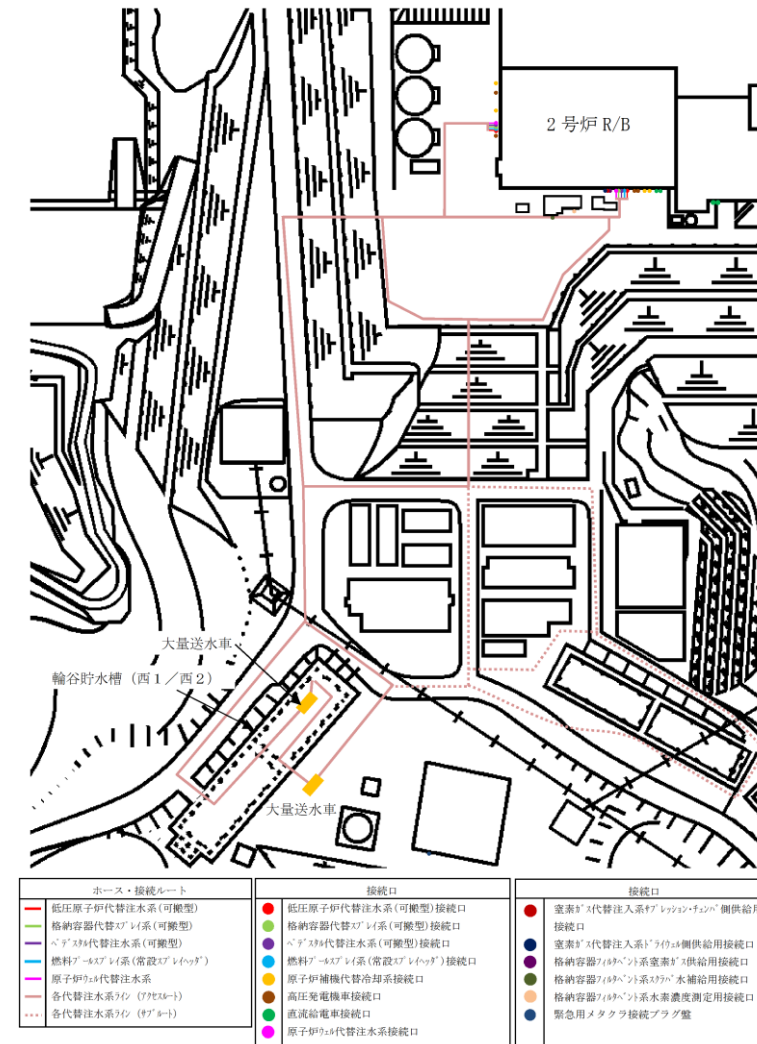 2号炉 R/B
大量送水車
輪谷貯水槽（西１／西２）
大量送水車
ホース・接続ルート
低圧原子炉代替注水系(可搬型)
格納容器代替ｽﾌﾟﾚｲ系(可搬型)
ﾍﾟﾃﾞｽﾀﾙ代替注水系(可搬型)
燃料ﾌﾟｰﾙｽﾌﾟﾚｲ系(常設ｽﾌﾟﾚｲﾍｯﾀﾞ)
原子炉ｳｪﾙ代替注水系
各代替注水系ﾗｲﾝ (ｱｸｾｽﾙｰﾄ)
各代替注水系ﾗｲﾝ (ｻﾌﾞﾙｰﾄ)
接続口
低圧原子炉代替注水系(可搬型)接続口
格納容器代替ｽﾌﾟﾚｲ系(可搬型)接続口
ﾍﾟﾃﾞｽﾀﾙ代替注水系(可搬型)接続口
燃料ﾌﾟｰﾙｽﾌﾟﾚｲ系(常設ｽﾌﾟﾚｲﾍｯﾀﾞ)接続口
原子炉補機代替冷却系接続口
高圧発電機車接続口
直流給電車接続口
原子炉ｳｪﾙ代替注水系接続口
接続口
窒素ｶﾞｽ代替注入系ｻﾌﾟﾚｯｼｮﾝ･ﾁｪﾝﾊﾞ側供給用
接続口
窒素ｶﾞｽ代替注入系ﾄﾞﾗｲｳｪﾙ側供給用接続口
格納容器ﾌｨﾙﾀﾍﾞﾝﾄ系窒素ｶﾞｽ供給用接続口
格納容器ﾌｨﾙﾀﾍﾞﾝﾄ系ｽｸﾗﾊﾞ水補給用接続口
格納容器ﾌｨﾙﾀﾍﾞﾝﾄ系水素濃度測定用接続口
緊急用メタクラ接続プラグ盤